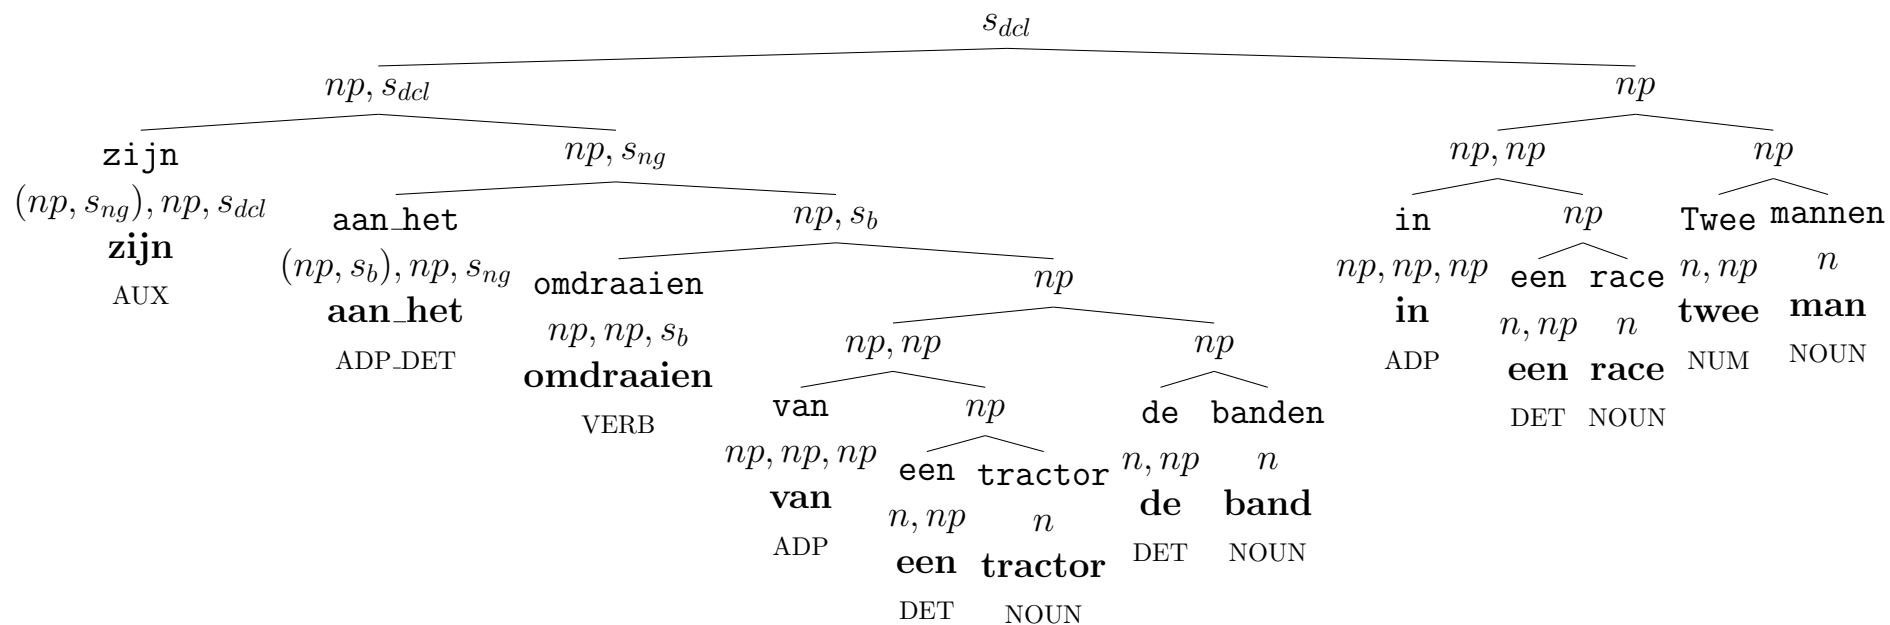 s_dcl
np, s_dcl
np
zijn
(np, s_ng), np, s_dcl
zijn
AUX
np, s_ng
aan_het
(np, s_b), np, s_ng
aan_het
ADP_DET
np, s_b
omdraaien
np, np, s_b
omdraaien
VERB
np
np, np
van
np, np, np
van
ADP
np
een
n, np
een
DET
tractor
n
tractor
NOUN
np
de
n, np
de
DET
banden
n
band
NOUN
np, np
in
np, np, np
in
ADP
np
een
n, np
een
DET
race
n
race
NOUN
np
Twee
n, np
twee
NUM
mannen
n
man
NOUN